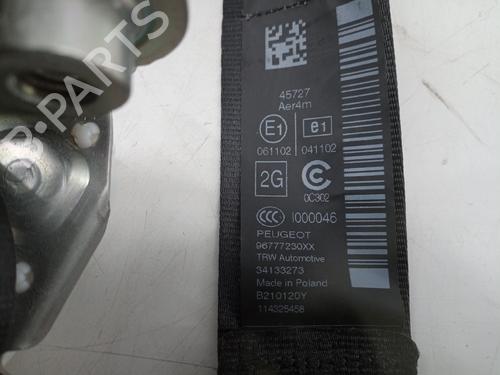 45727
Aer4m
E1
e1
061102
041102
2G
C
0C302
CCC
I000046
PEUGEOT
96777230XX
TRW Automotive
34133273
Made in Poland
B210120Y
114325458
B-PARTS